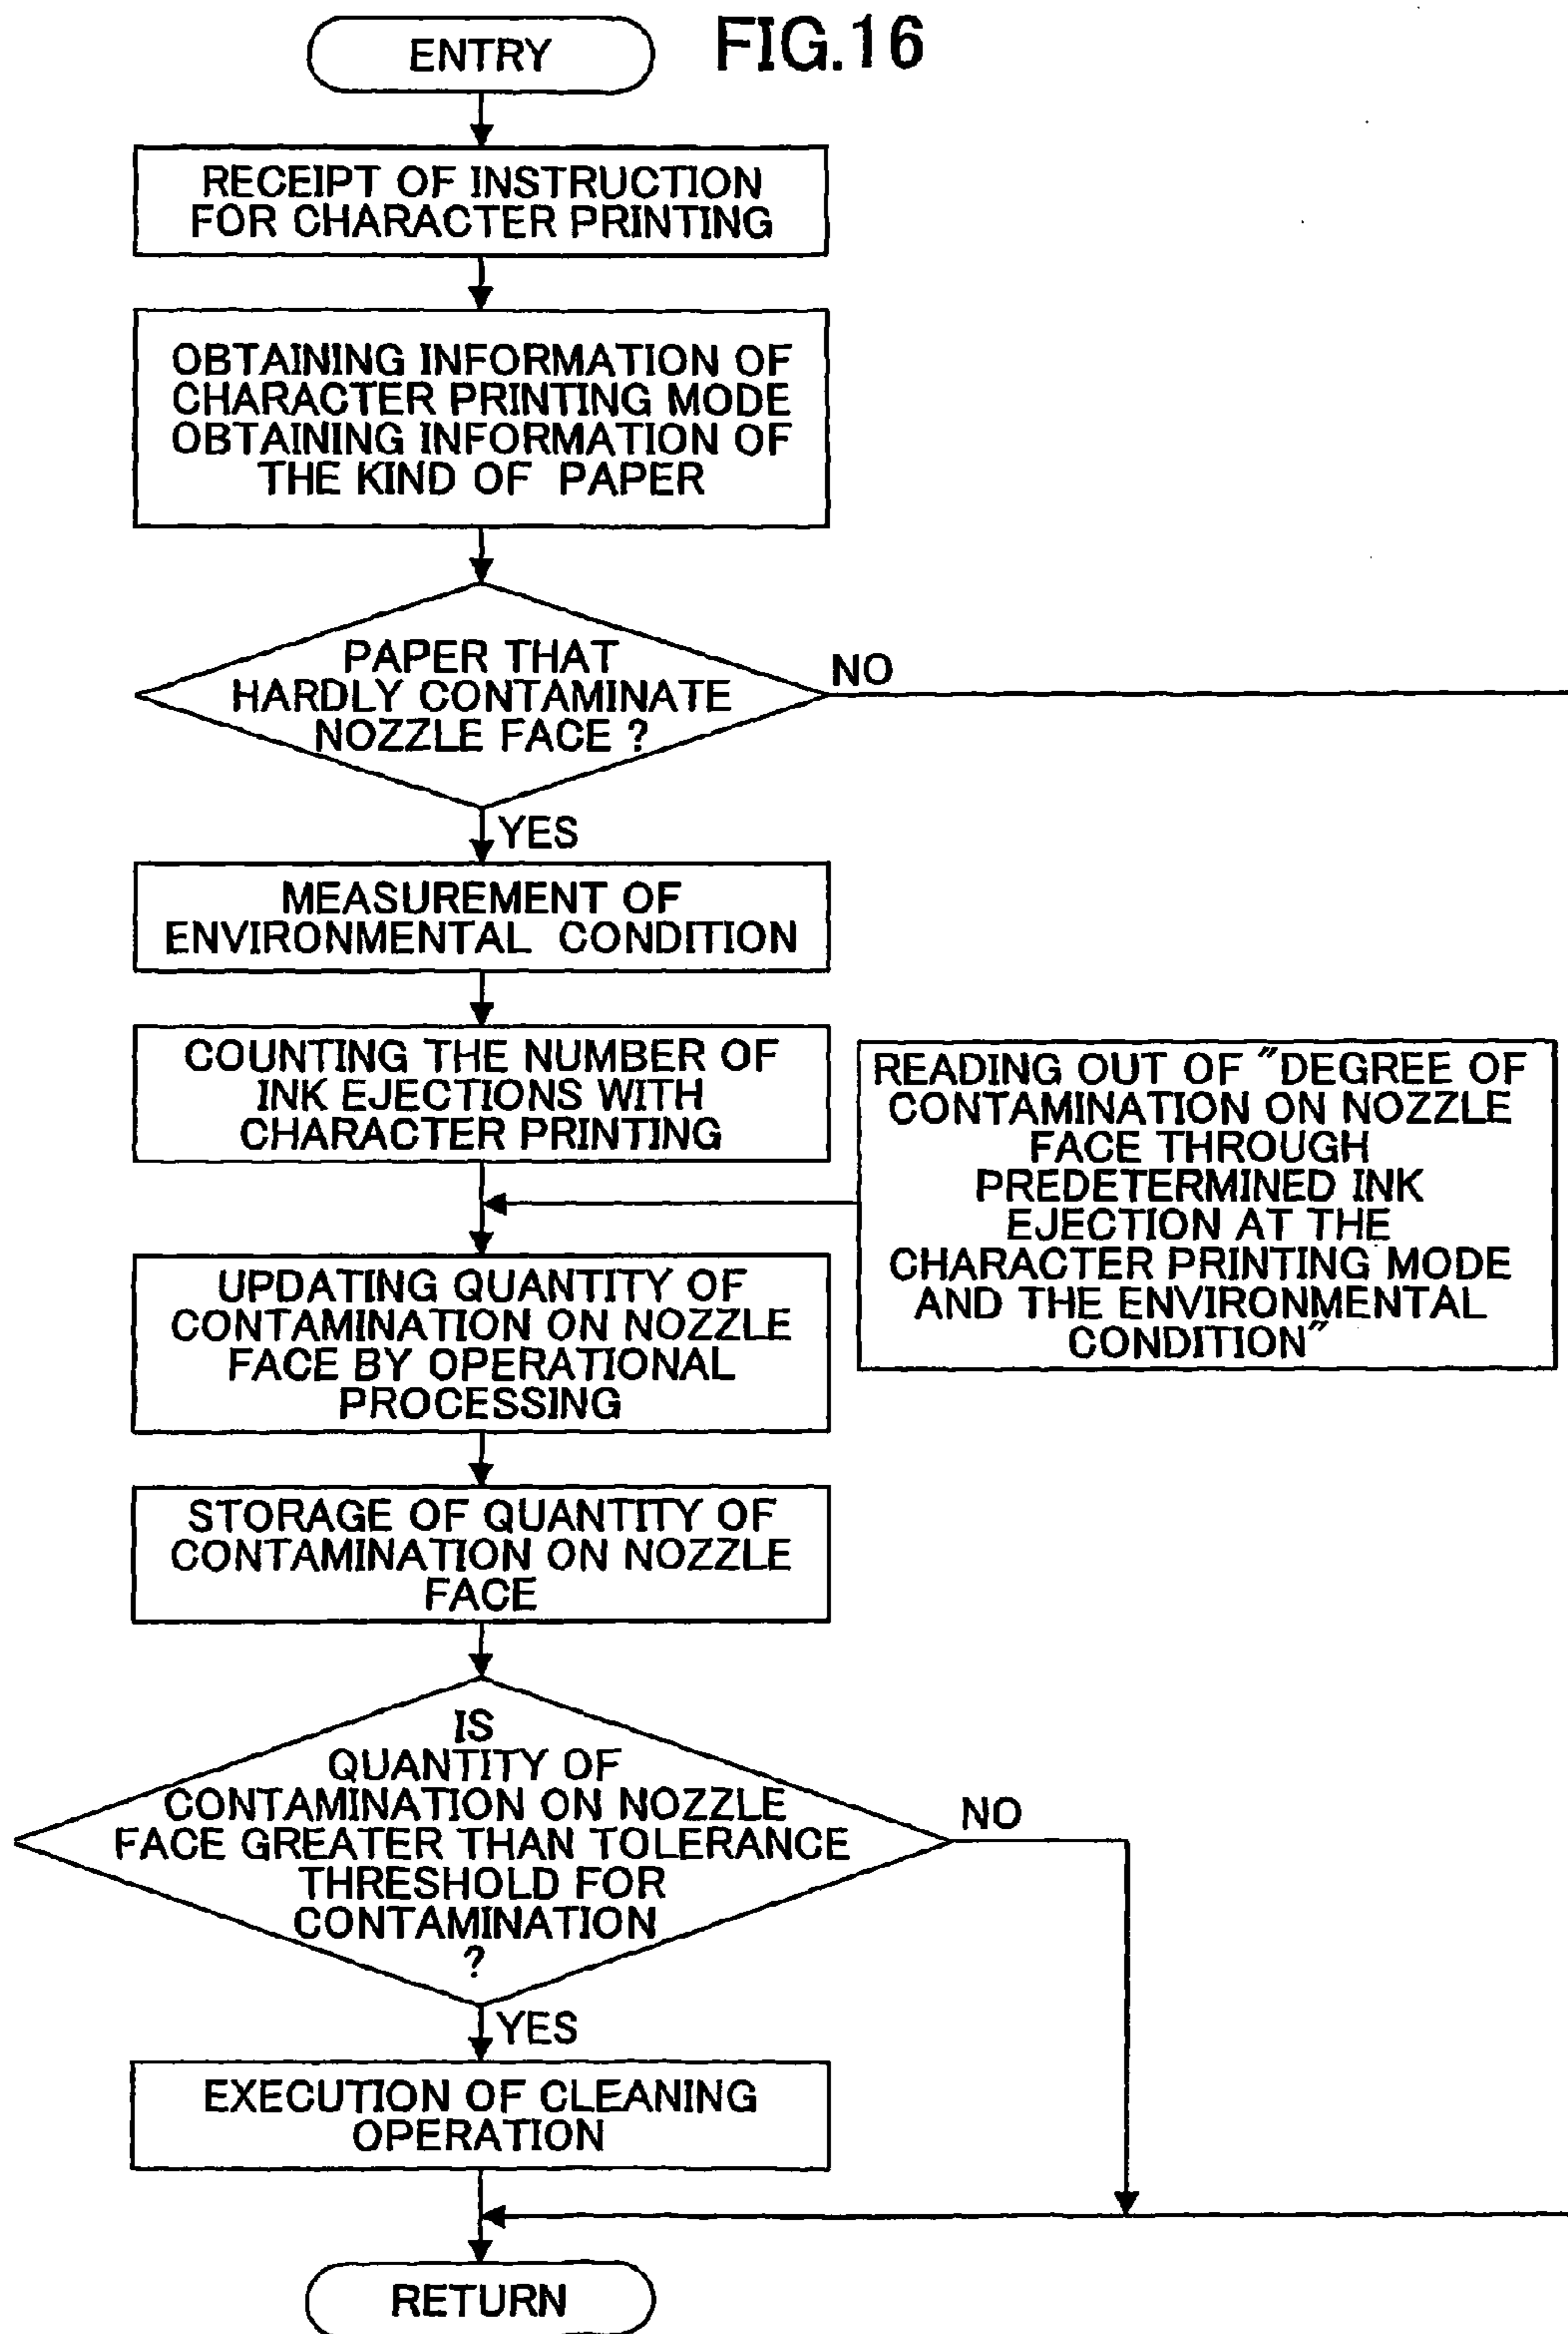 FIG.16
ENTRY
RECEIPT OF INSTRUCTION
FOR CHARACTER PRINTING
OBTAINING INFORMATION OF
CHARACTER PRINTING MODE
OBTAINING INFORMATION OF
THE KIND OF PAPER
PAPER THAT
HARDLY CONTAMINATE
NOZZLE FACE ?
NO
YES
MEASUREMENT OF
ENVIRONMENTAL CONDITION
COUNTING THE NUMBER OF
INK EJECTIONS WITH
CHARACTER PRINTING
READING OUT OF "DEGREE OF
CONTAMINATION ON NOZZLE
FACE THROUGH
PREDETERMINED INK
EJECTION AT THE
CHARACTER PRINTING MODE
AND THE ENVIRONMENTAL
CONDITION"
UPDATING QUANTITY OF
CONTAMINATION ON NOZZLE
FACE BY OPERATIONAL
PROCESSING
STORAGE OF QUANTITY OF
CONTAMINATION ON NOZZLE
FACE
IS
QUANTITY OF
CONTAMINATION ON NOZZLE
FACE GREATER THAN TOLERANCE
THRESHOLD FOR
CONTAMINATION
?
NO
YES
EXECUTION OF CLEANING
OPERATION
RETURN